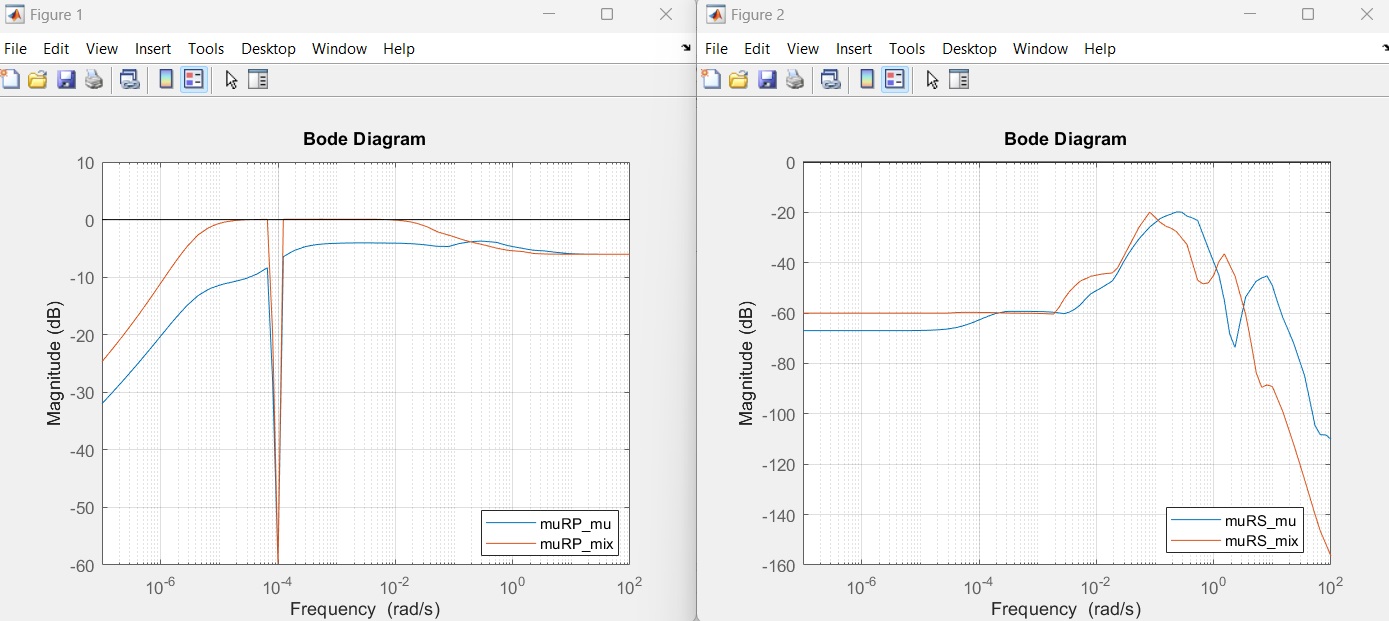 Figure 1
File Edit View Insert Tools Desktop Window Help
Bode Diagram
10
0
-10
-20
-30
-40
-50
-60
Magnitude (dB)
muRP_mu
muRP_mix
10^-6 10^-4 10^-2 10^0 10^2
Frequency (rad/s)
Figure 2
File Edit View Insert Tools Desktop Window Help
Bode Diagram
0
-20
-40
-60
-80
-100
-120
-140
-160
Magnitude (dB)
muRS_mu
muRS_mix
10^-6 10^-4 10^-2 10^0 10^2
Frequency (rad/s)